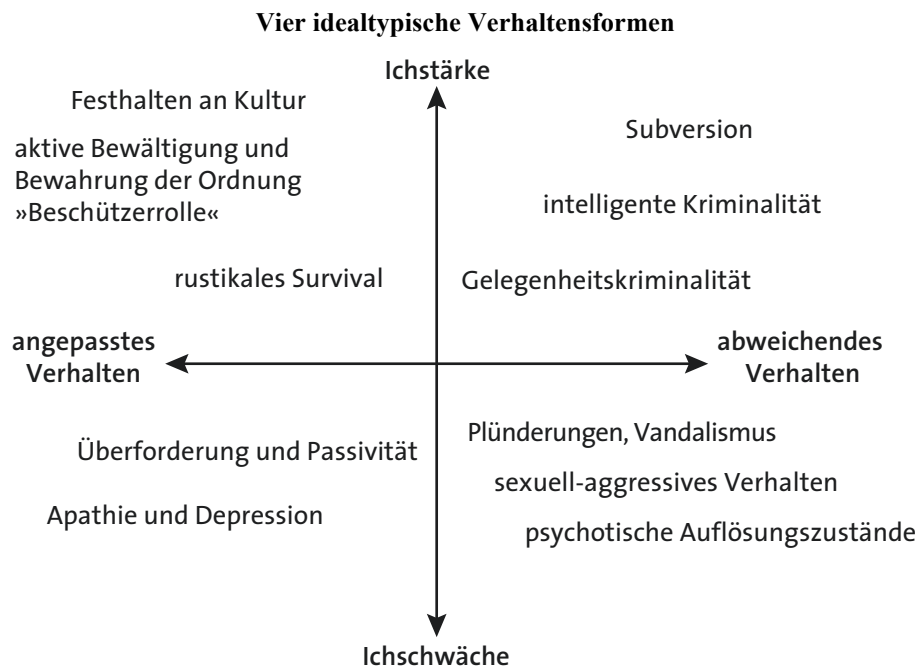 Vier idealtypische Verhaltensformen
Ichstärke
Festhalten an Kultur
aktive Bewältigung und
Bewahrung der Ordnung
»Beschützerrolle«
rustikales Survival
Subversion
intelligente Kriminalität
Gelegenheitskriminalität
angepasstes
Verhalten
abweichendes
Verhalten
Überforderung und Passivität
Apathie und Depression
Plünderungen, Vandalismus
sexuell-aggressives Verhalten
psychotische Auflösungszustände
Ichschwäche